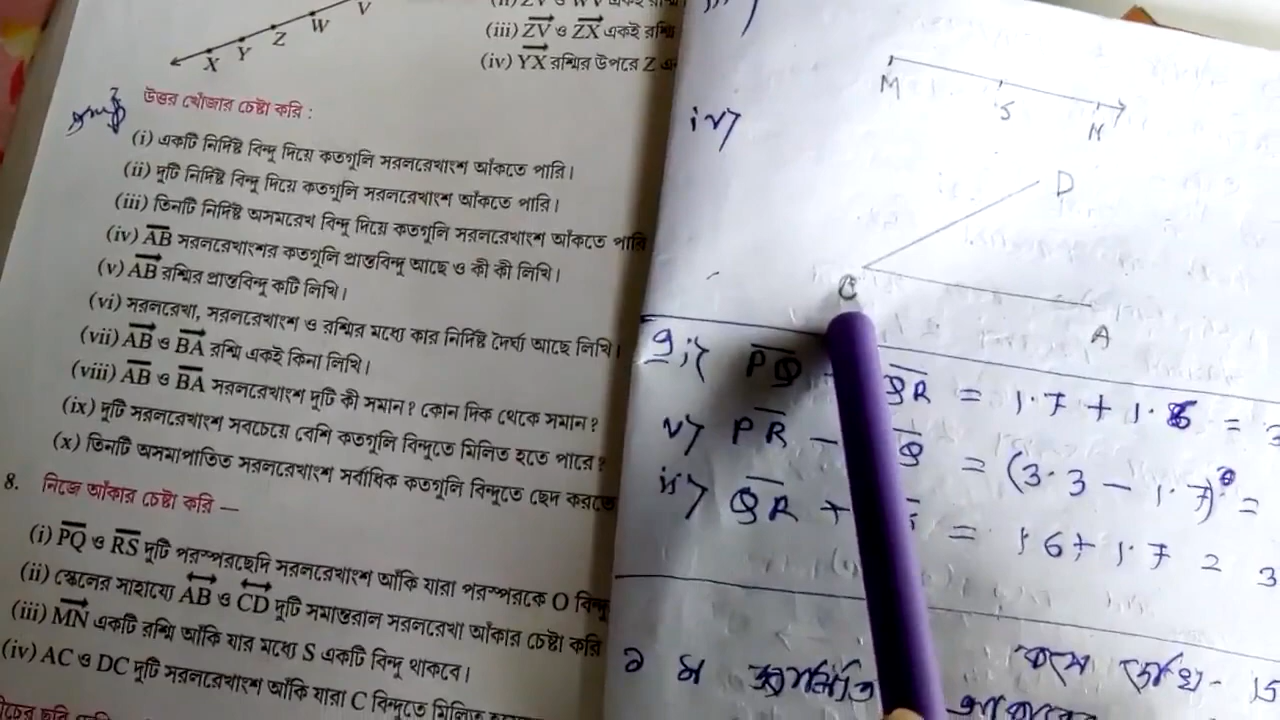 V
W
Z
Y
X
(iii) ZV ও ZX একই রশ্মি
(iv) YX রশ্মির উপরে Z
উত্তর খোঁজার চেষ্টা করি :
(i) একটি নির্দিষ্ট বিন্দু দিয়ে কতগুলি সরলরেখাংশ আঁকতে পারি।
(ii) দুটি নির্দিষ্ট বিন্দু দিয়ে কতগুলি সরলরেখাংশ আঁকতে পারি।
(iii) তিনটি নির্দিষ্ট অসমরেখ বিন্দু দিয়ে কতগুলি সরলরেখাংশ আঁকতে পারি
(iv) AB সরলরেখাংশের কতগুলি প্রান্তবিন্দু আছে ও কী কী লিখি।
(v) AB রশ্মির প্রান্তবিন্দু কটি লিখি।
(vi) সরলরেখা, সরলরেখাংশ ও রশ্মির মধ্যে কার নির্দিষ্ট দৈর্ঘ্য আছে লিখি।
(vii) AB ও BA রশ্মি একই কিনা লিখি।
(viii) AB ও BA সরলরেখাংশ দুটি কী সমান? কোন দিক থেকে সমান?
(ix) দুটি সরলরেখাংশ সবচেয়ে বেশি কতগুলি বিন্দুতে মিলিত হতে পারে?
(x) তিনটি অসমাপাতিত সরলরেখাংশ সর্বাধিক কতগুলি বিন্দুতে ছেদ করতে
8. নিজে আঁকার চেষ্টা করি —
(i) PQ ও RS দুটি পরস্পরছেদি সরলরেখাংশ আঁকি যারা পরস্পরকে O বিন্দু
(ii) স্কেলের সাহায্যে AB ও CD দুটি সমান্তরাল সরলরেখা আঁকার চেষ্টা করি
(iii) MN একটি রশ্মি আঁকি যার মধ্যে S একটি বিন্দু থাকবে।
(iv) AC ও DC দুটি সরলরেখাংশ আঁকি যারা C বিন্দুতে মিলিত
M
S
N
iv>
D
C
A
9 i> PQ QR = 1.7 + 1.6 = 3
v> PR - Q = (3.3 - 1.7) =
ii> QR + = 1.6 + 1.7 = 3